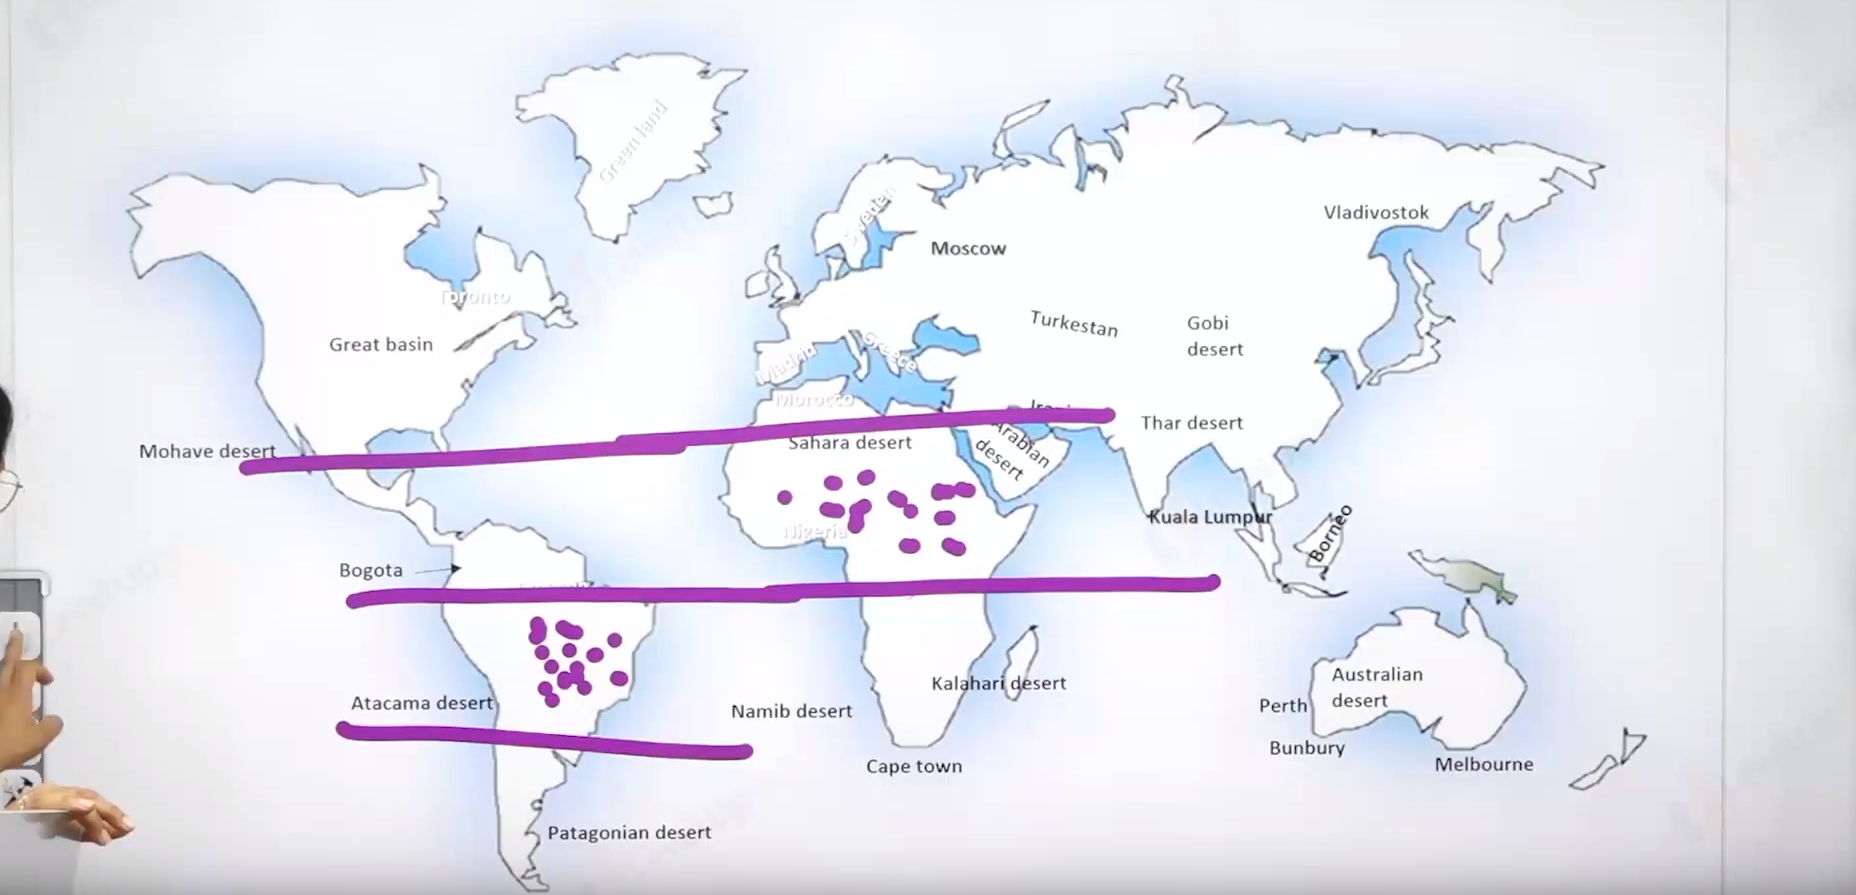 Green land
Sweden
Vladivostok
Moscow
Toronto
Turkestan
Gobi
desert
Great basin
Madrid
Greece
Morocco
Thar desert
Mohave desert
Sahara desert
Arabian
desert
Nigeria
Kuala Lumpur
Borneo
Bogota
Kalahari desert
Australian
desert
Atacama desert
Namib desert
Perth
Bunbury
Cape town
Melbourne
Patagonian desert